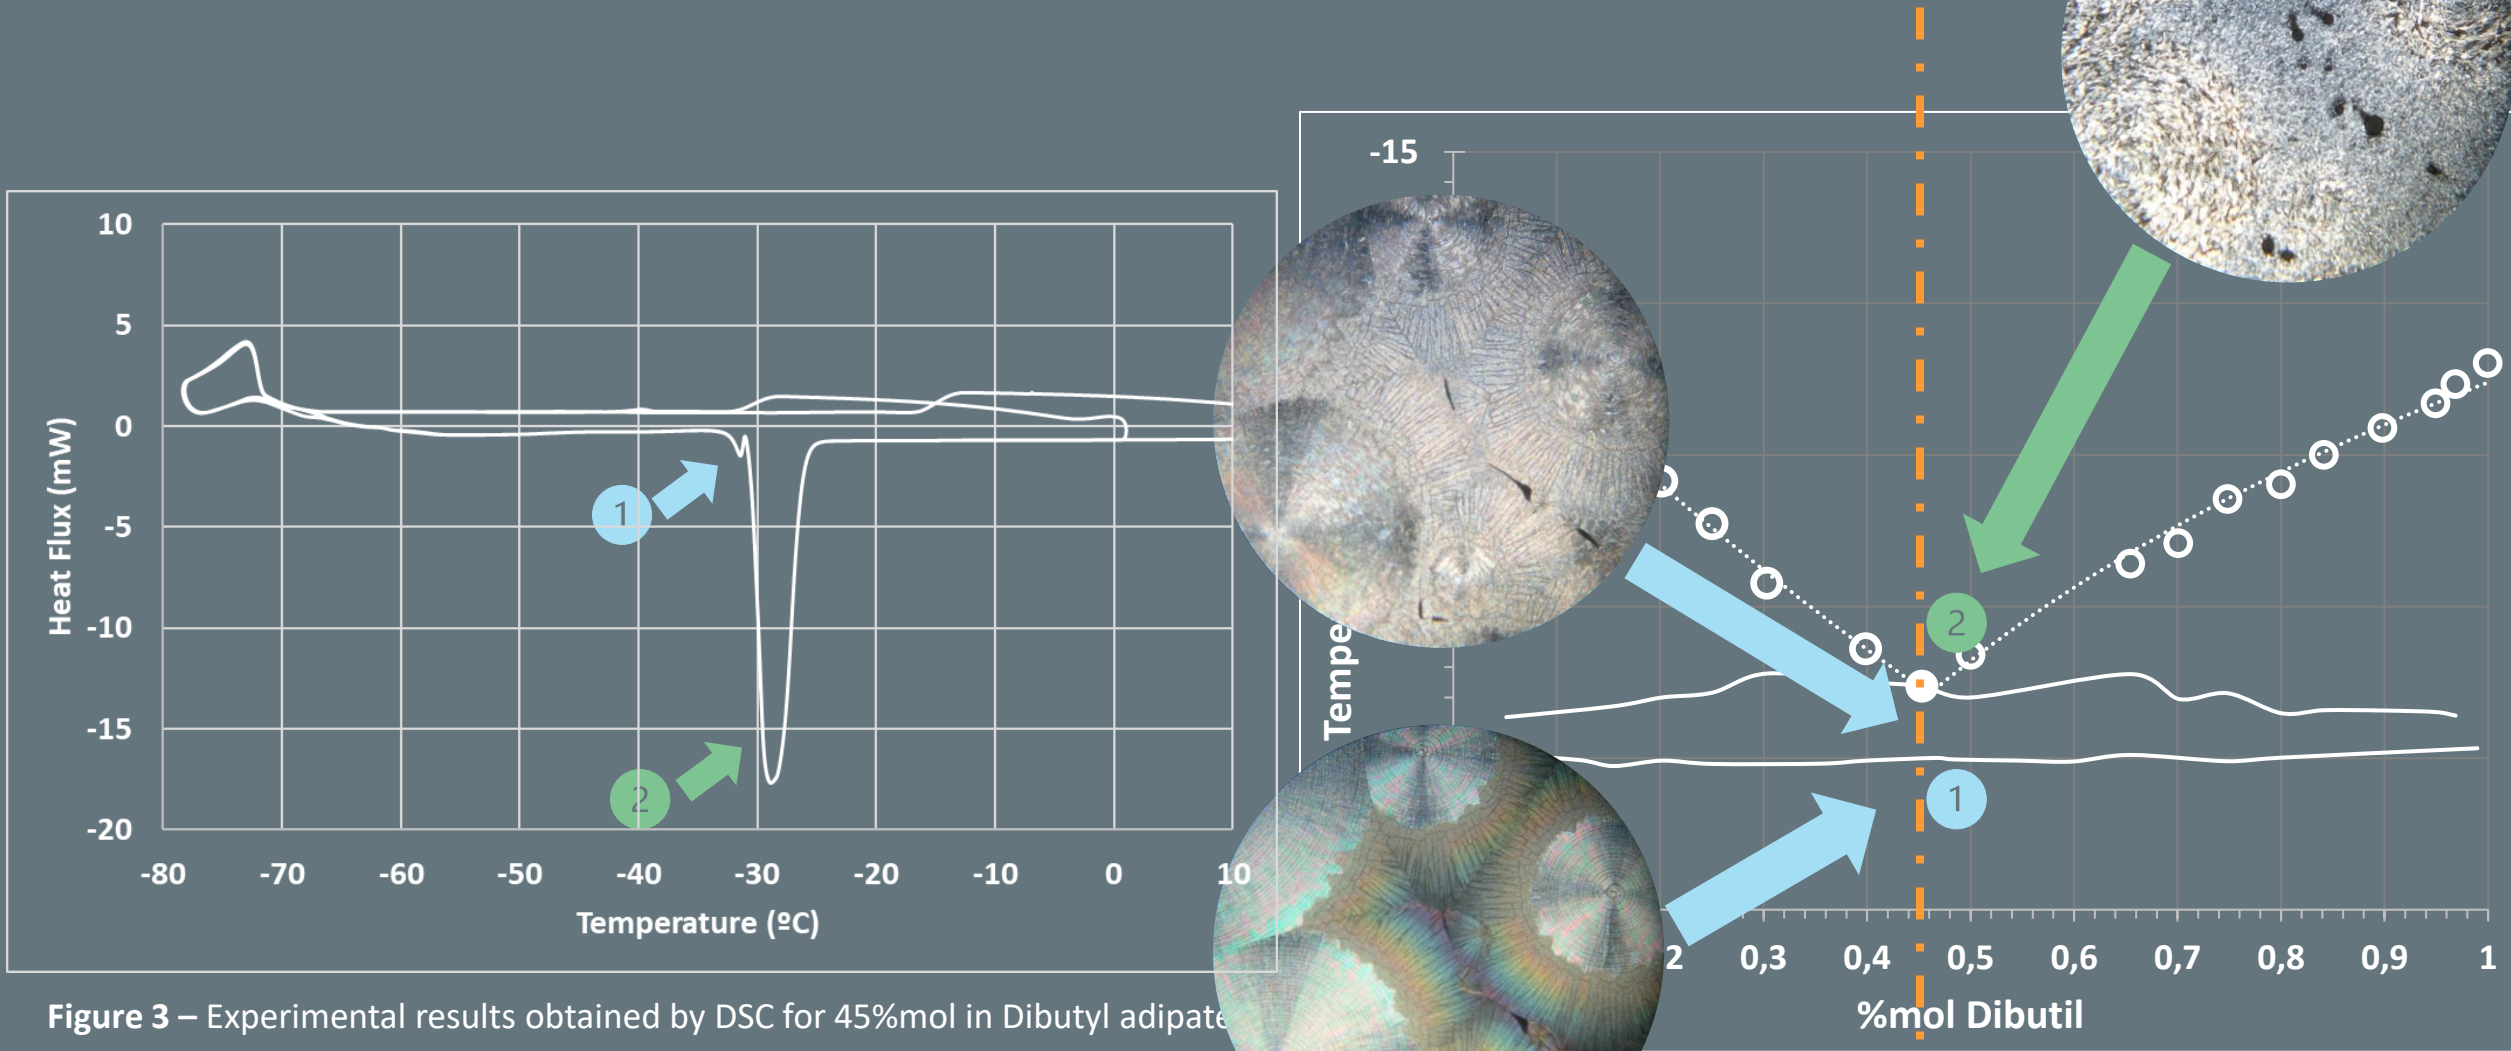 10
5
0
-5
-10
-15
-20
Heat Flux (mW)
1
2
-80 -70 -60 -50 -40 -30 -20 -10 0 10
Temperature (ºC)
Figure 3 – Experimental results obtained by DSC for 45%mol in Dibutyl adipate
-15
Tempe
2
1
2 0,3 0,4 0,5 0,6 0,7 0,8 0,9 1
%mol Dibutil